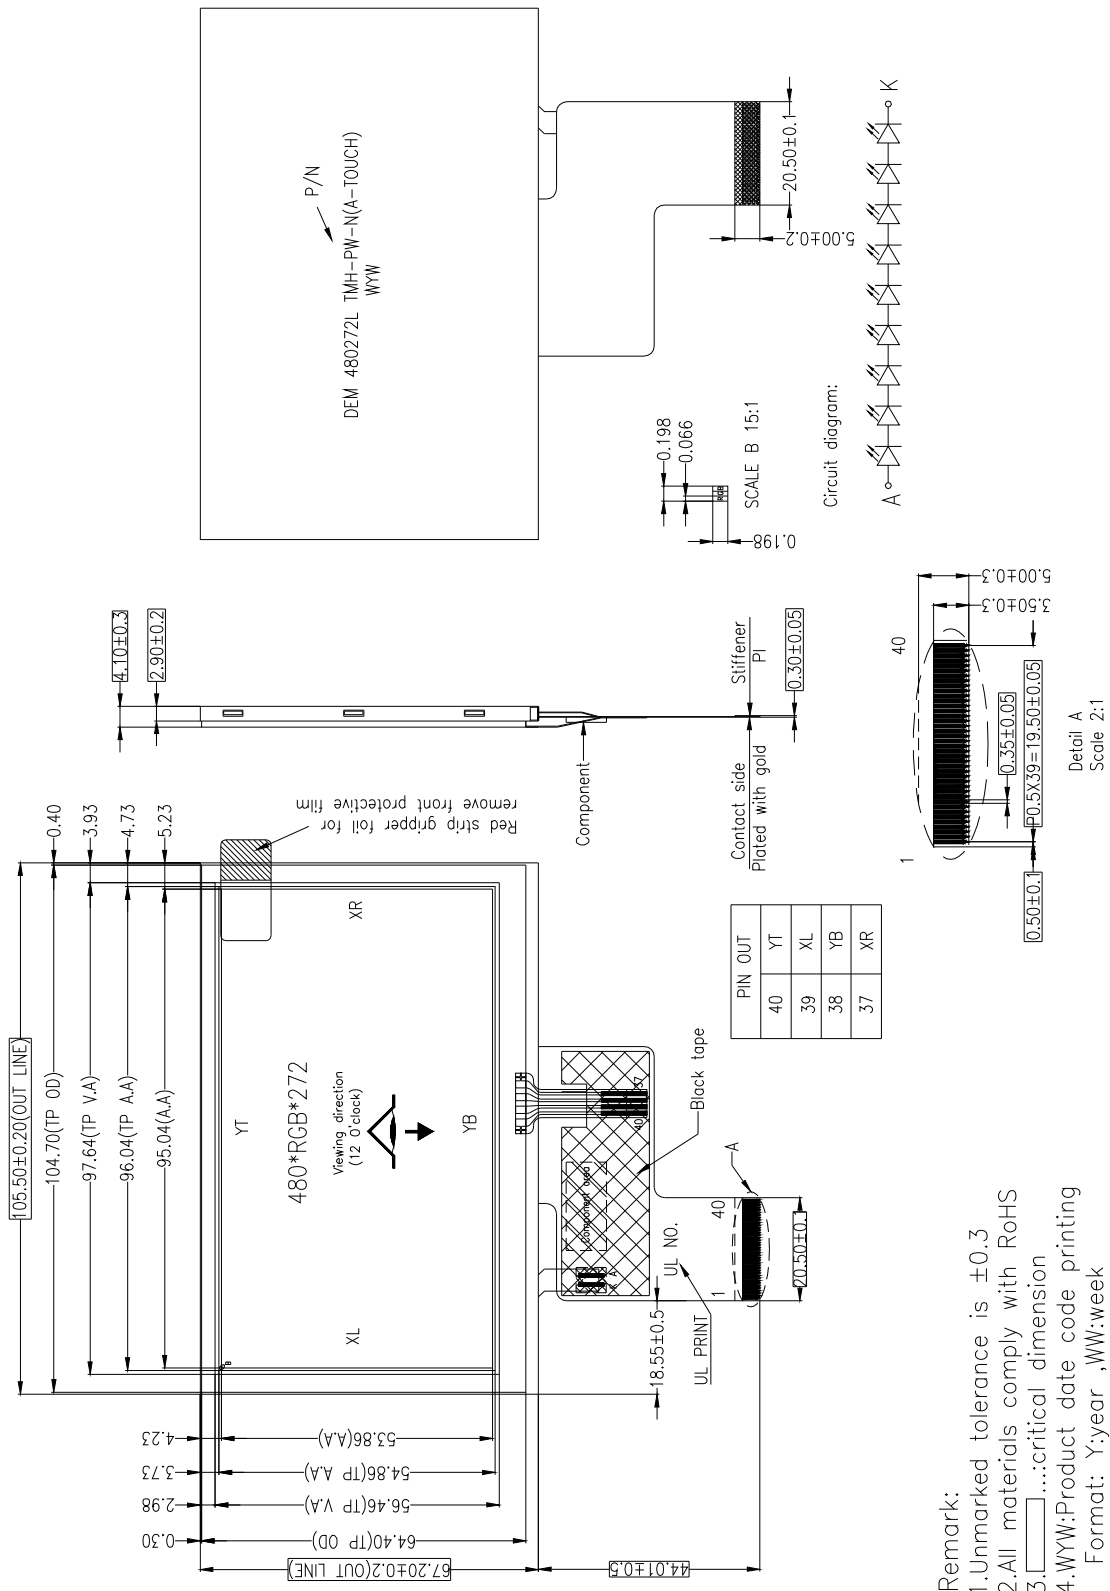 105.50±0.20(OUT LINE)
104.70(TP OD)
97.64(TP V.A)
96.04(TP A.A)
95.04(A.A)
0.40
3.93
4.73
5.23
67.20±0.2(OUT LINE)
64.40(TP OD)
56.46(TP V.A)
54.86(TP A.A)
53.86(A.A)
0.30
2.98
3.73
4.23
44.01±0.5
YT
XL
XR
YB
480*RGB*272
Viewing direction
(12 O'clock)
B
Red strip gripper foil for
remove front protective film
18.55±0.5
Component area
K
A
40
37
UL NO.
UL PRINT
1
40
A
20.50±0.1
Black tape
PIN OUT
40 YT
39 XL
38 YB
37 XR
4.10±0.3
2.90±0.2
Component
Contact side
Plated with gold
Stiffener
PI
0.30±0.05
P/N
DEM 480272L TMH-PW-N(A-TOUCH)
WYW
5.00±0.2
20.50±0.1
0.198
0.066
RGB
0.198
SCALE B 15:1
Circuit diagram:
A
K
1
40
5.00±0.3
3.50±0.3
0.50±0.1
0.35±0.05
P0.5X39=19.50±0.05
Detail A
Scale 2:1
Remark:
1.Unmarked tolerance is ±0.3
2.All materials comply with RoHS
3. ...:critical dimension
4.WYW:Product date code printing
Format: Y:year ,WW:week